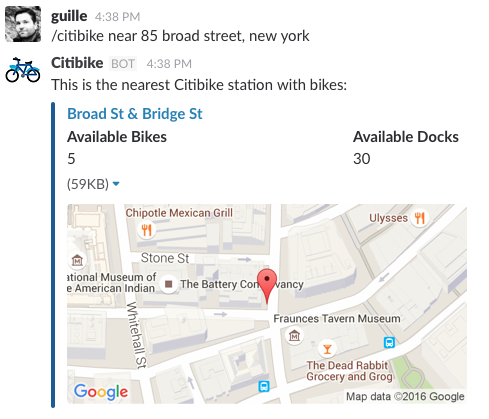 guille 4:38 PM
/citibike near 85 broad street, new york
Citibike BOT 4:38 PM
This is the nearest Citibike station with bikes:
Broad St & Bridge St
Available Bikes
Available Docks
5
30
(59KB)
Chipotle Mexican Grill
Ulysses
Stone St
ational Museum of
e American Indian
The Battery Con
vancy
Whitehall St
Fraunces Tavern Museum
The Dead Rabbit
Grocery and Grog
Google
Map data ©2016 Google